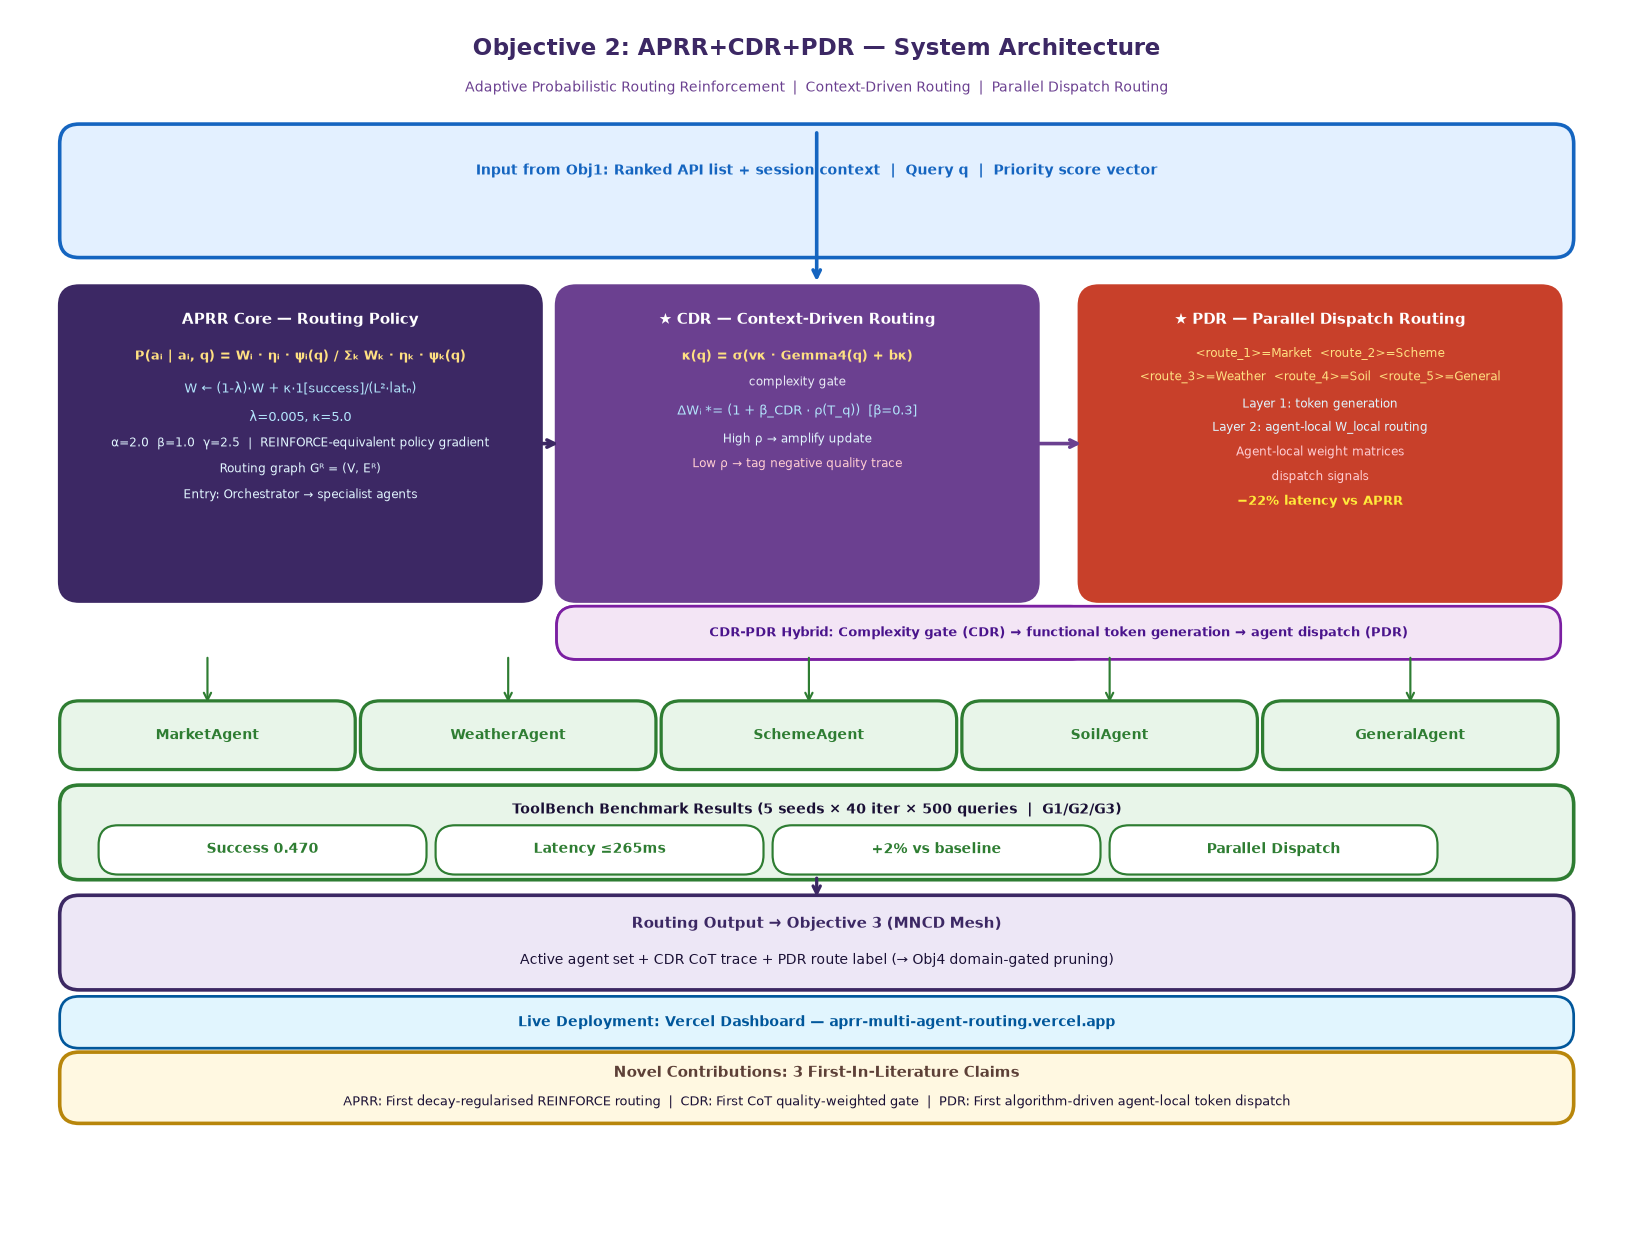 Objective 2: APRR+CDR+PDR — System Architecture
Adaptive Probabilistic Routing Reinforcement | Context-Driven Routing | Parallel Dispatch Routing
Input from Obj1: Ranked API list + session context | Query q | Priority score vector
APRR Core — Routing Policy
P(aᵢ | aᵢ, q) = Wᵢ · ηᵢ · ψᵢ(q) / Σₖ Wₖ · ηₖ · ψₖ(q)
W ← (1-λ)·W + κ·1[success]/(L²·latₙ)
λ=0.005, κ=5.0
α=2.0 β=1.0 γ=2.5 | REINFORCE-equivalent policy gradient
Routing graph Gᴿ = (V, Eᴿ)
Entry: Orchestrator → specialist agents
★ CDR — Context-Driven Routing
κ(q) = σ(vκ · Gemma4(q) + bκ)
complexity gate
ΔWᵢ *= (1 + β_CDR · ρ(T_q)) [β=0.3]
High ρ → amplify update
Low ρ → tag negative quality trace
★ PDR — Parallel Dispatch Routing
<route_1>=Market <route_2>=Scheme
<route_3>=Weather <route_4>=Soil <route_5>=General
Layer 1: token generation
Layer 2: agent-local W_local routing
Agent-local weight matrices
dispatch signals
−22% latency vs APRR
CDR-PDR Hybrid: Complexity gate (CDR) → functional token generation → agent dispatch (PDR)
MarketAgent
WeatherAgent
SchemeAgent
SoilAgent
GeneralAgent
ToolBench Benchmark Results (5 seeds × 40 iter × 500 queries | G1/G2/G3)
Success 0.470
Latency ≤265ms
+2% vs baseline
Parallel Dispatch
Routing Output → Objective 3 (MNCD Mesh)
Active agent set + CDR CoT trace + PDR route label (→ Obj4 domain-gated pruning)
Live Deployment: Vercel Dashboard — aprr-multi-agent-routing.vercel.app
Novel Contributions: 3 First-In-Literature Claims
APRR: First decay-regularised REINFORCE routing | CDR: First CoT quality-weighted gate | PDR: First algorithm-driven agent-local token dispatch